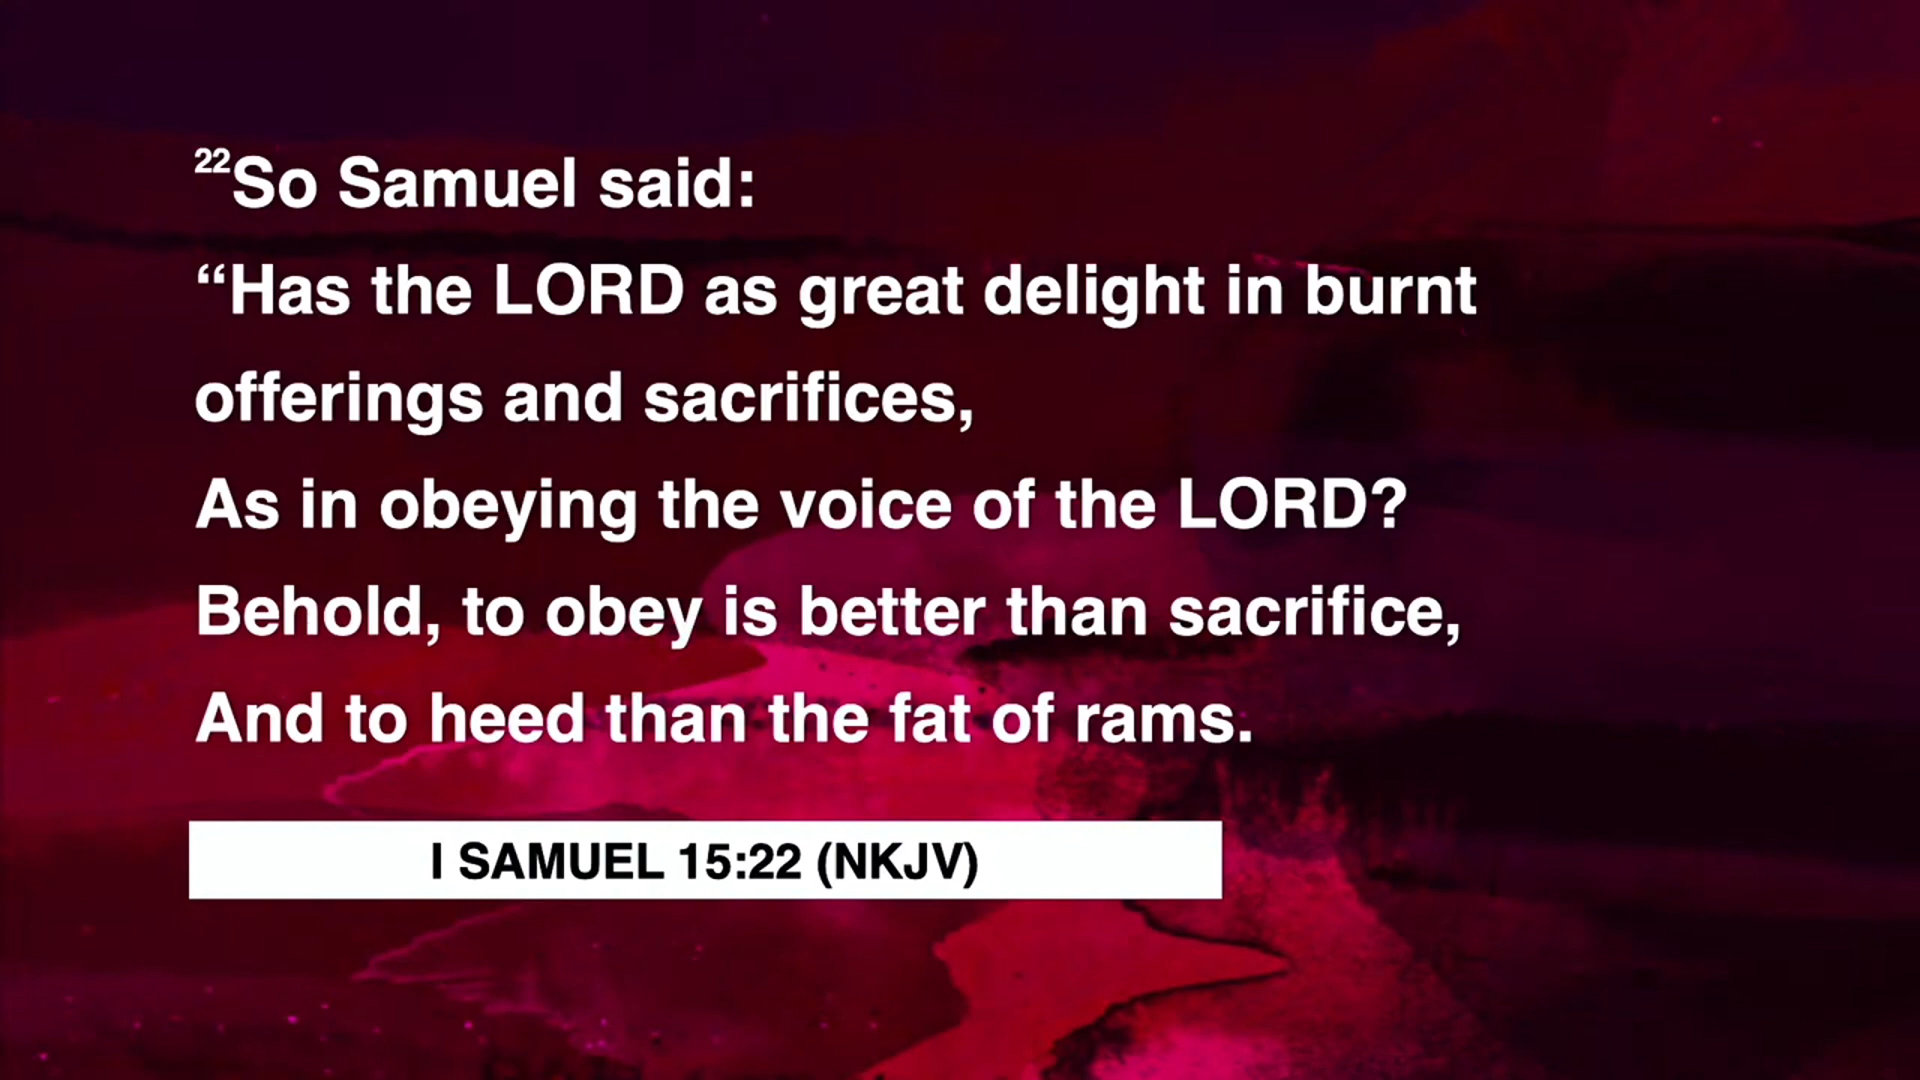 22So Samuel said:
“Has the LORD as great delight in burnt
offerings and sacrifices,
As in obeying the voice of the LORD?
Behold, to obey is better than sacrifice,
And to heed than the fat of rams.
I SAMUEL 15:22 (NKJV)